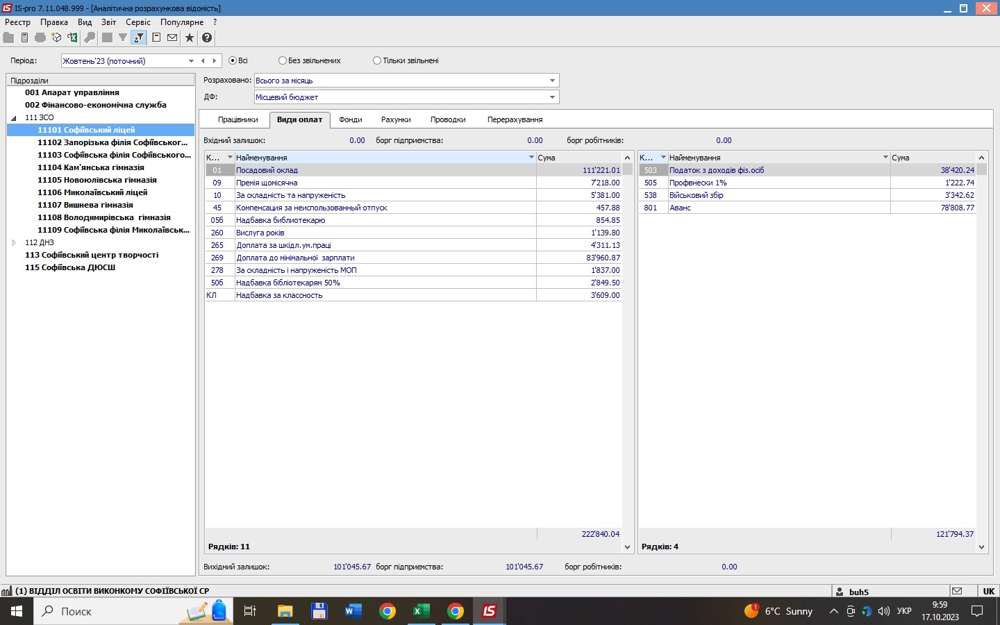 IS-pro 7.11.048.999 - [Аналітична розрахункова відомість]
Реєстр Правка Вид Звіт Сервіс Популярне ?
Період: Жовтень'23 (поточний) Всі Без звільнених Тільки звільнені
Підрозділи
001 Апарат управління
002 Фінансово-економічна служба
111 ЗСО
11101 Софіївський ліцей
11102 Запорізька філія Софіївськог...
11103 Софіївська філія Софіївського...
11104 Кам'янська гімназія
11105 Новоюлівська гімназія
11106 Миколаївський ліцей
11107 Вишнева гімназія
11108 Володимирівська гімназія
11109 Софіївська філія Миколаївськ...
112 ДНЗ
113 Софіївський центр творчості
115 Софіївська ДЮСШ
Розраховано: Всього за місяць
ДФ: Місцевий бюджет
Працівники Види оплат Фонди Рахунки Проводки Перерахування
Вхідний залишок: 0.00 борг підприємства: 0.00 борг робітників: 0.00
К... Найменування Сума
01 Посадовий оклад 111'221.01
09 Премія щомісячна 7'218.00
10 За складність та напруженість 5'381.00
45 Компенсация за неиспользованный отпуск 457.88
056 Надбавка библиотекарю 854.85
260 Вислуга років 1'139.80
265 Доплата за шкідл.ум.праці 4'311.13
269 Доплата до мінімальної зарплати 83'960.87
278 За складність і напруженість МОП 1'837.00
506 Надбавка бібліотекарям 50% 2'849.50
КЛ Надбавка за классность 3'609.00
222'840.04
Рядків: 11
К... Найменування Сума
503 Податок з доходів фіз.осіб 38'420.24
505 Профвнески 1% 1'222.74
538 Військовий збір 3'342.62
801 Аванс 78'808.77
121'794.37
Рядків: 4
Вихідний залишок: 101'045.67 борг підприємства: 101'045.67 борг робітників: 0.00
(1) ВІДДІЛ ОСВІТИ ВИКОНКОМУ СОФІЇВСЬКОЇ СР buh5 UK
Поиск 6°C Sunny УКР 9:59
17.10.2023